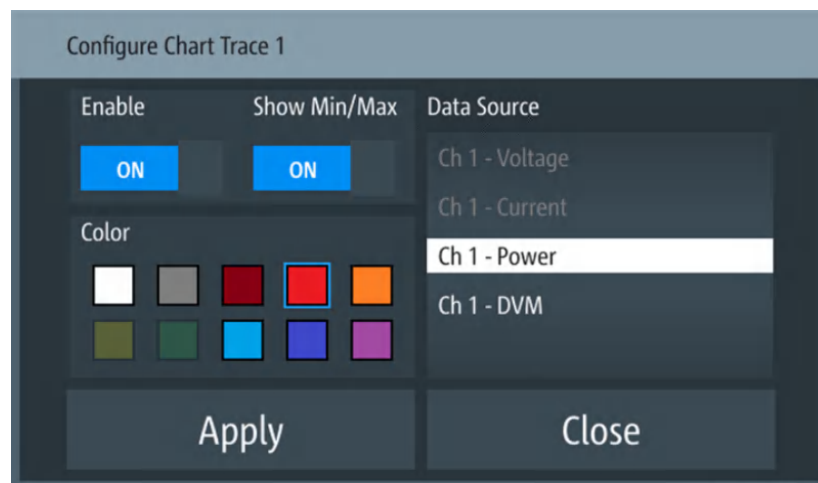 Configure Chart Trace 1
Enable
Show Min/Max
ON
ON
Color
Data Source
Ch 1 - Voltage
Ch 1 - Current
Ch 1 - Power
Ch 1 - DVM
Apply
Close